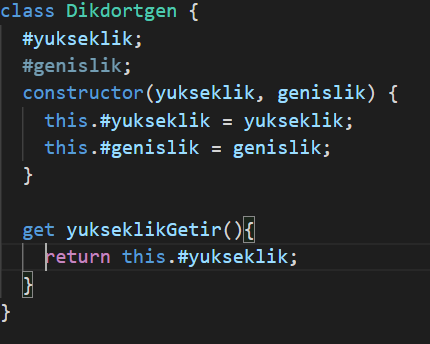 class Dikdortgen {
#yukseklik;
#genislik;
constructor(yukseklik, genislik) {
this.#yukseklik = yukseklik;
this.#genislik = genislik;
}
get yukseklikGetir(){
return this.#yukseklik;
}
}